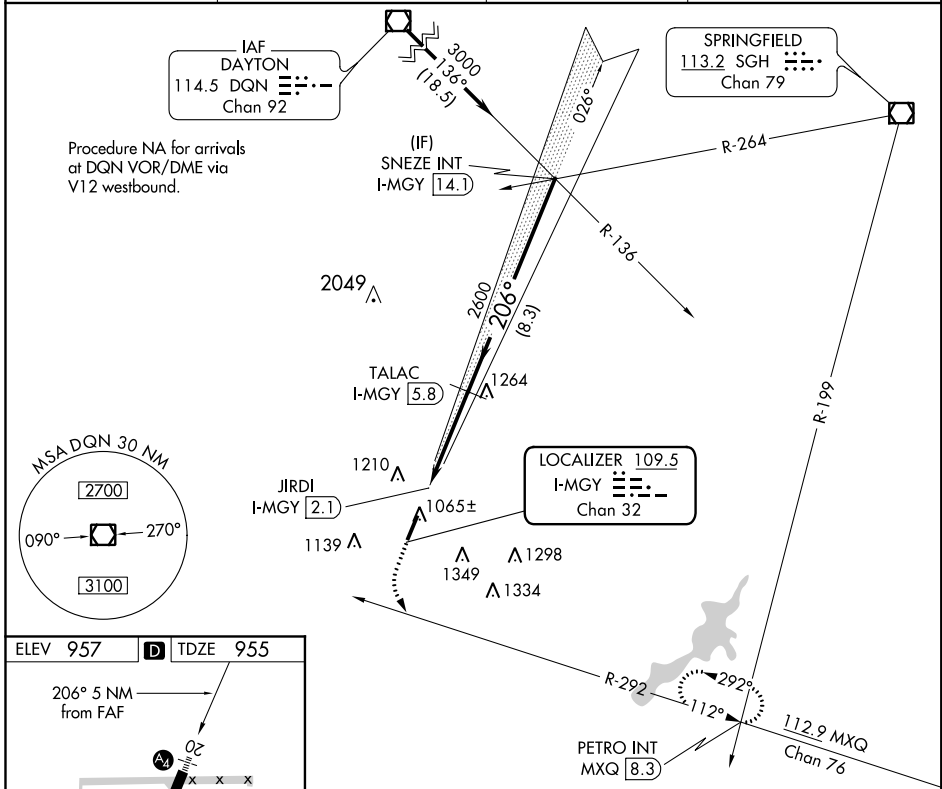 IAF
DAYTON
114.5 DQN
Chan 92
3000
136°
(18.5)
026°
SPRINGFIELD
113.2 SGH
Chan 79
Procedure NA for arrivals
at DQN VOR/DME via
V12 westbound.
(IF)
SNEZE INT
I-MGY 14.1
R-264
R-136
2049
2600
206°
(8.3)
TALAC
I-MGY 5.8
1264
R-199
MSA DQN 30 NM
2700
090°
270°
3100
1210
JIRDI
I-MGY 2.1
1065±
1139
LOCALIZER 109.5
I-MGY
Chan 32
1349
1298
1334
R-292
292°
112°
112.9 MXQ
Chan 76
PETRO INT
MXQ 8.3
ELEV 957 D TDZE 955
206° 5 NM
from FAF
A4
20
X X X